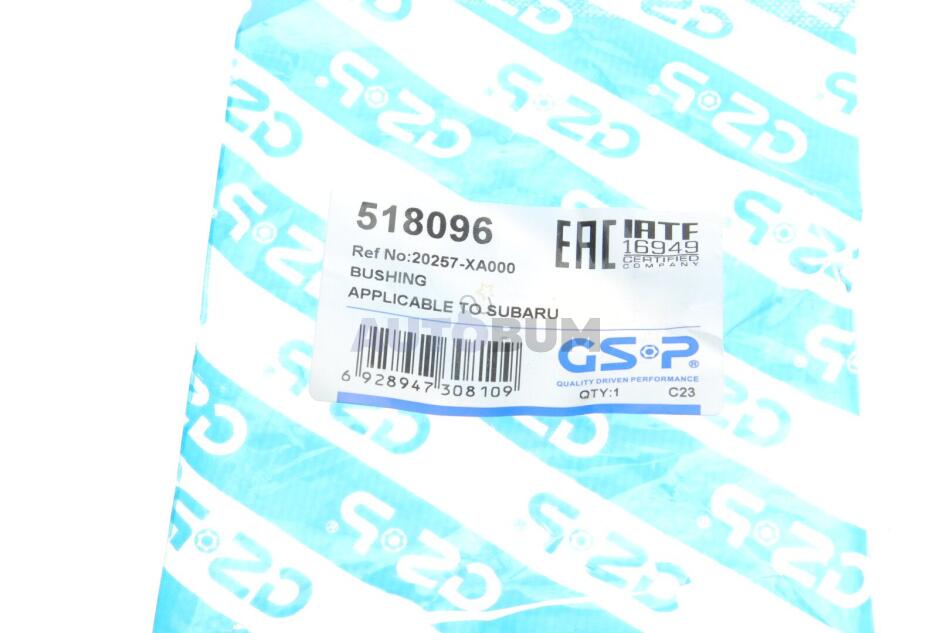 518096
Ref No:20257-XA000
BUSHING
APPLICABLE TO SUBARU
EAC
IATF
16949
CERTIFIED
COMPANY
AUTOBUM
6 928947 308109
GSP®
QUALITY DRIVEN PERFORMANCE
QTY:1 C23